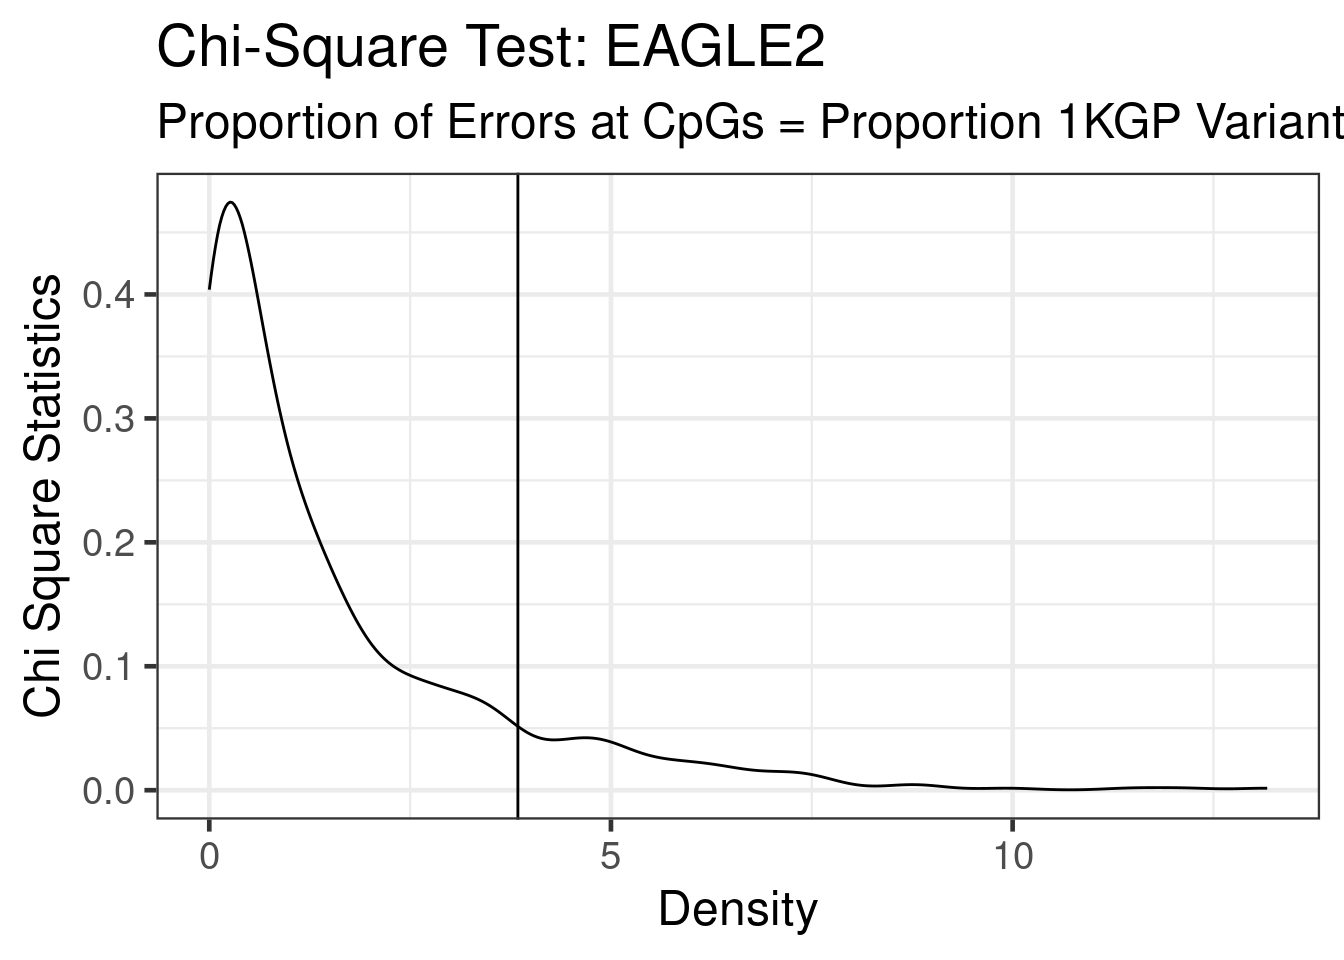 Chi-Square Test: EAGLE2
Proportion of Errors at CpGs = Proportion 1KGP Variant
Chi Square Statistics
0.4
0.3
0.2
0.1
0.0
0
5
10
Density